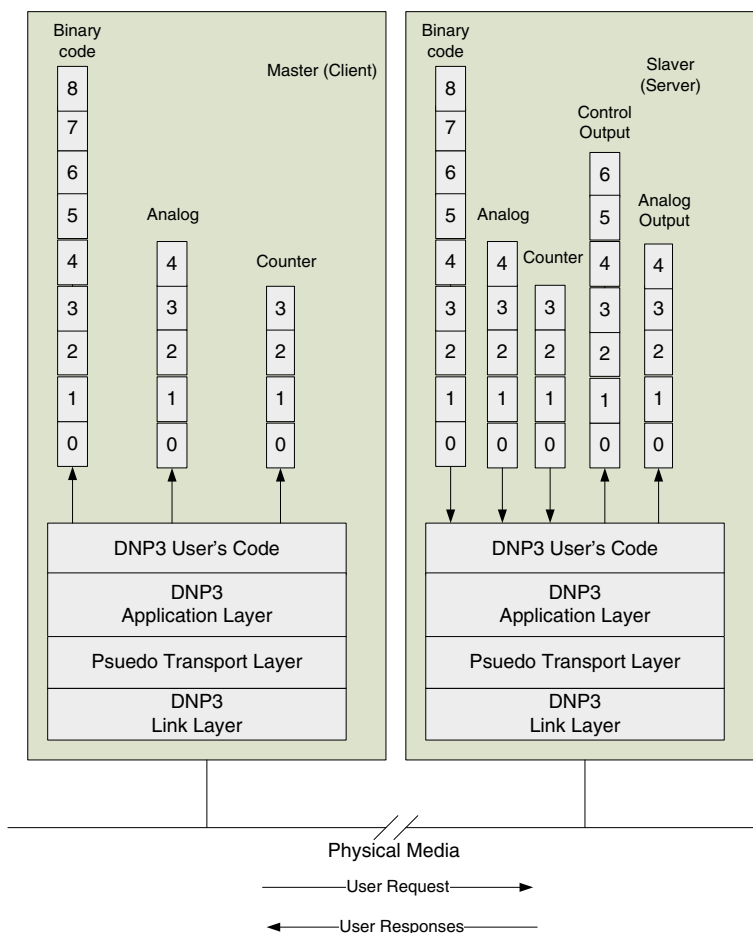 Binary
code
Master (Client)
8
7
6
5
4
3
2
1
0
Analog
4
3
2
1
0
Counter
3
2
1
0
DNP3 User's Code
DNP3
Application Layer
Psuedo Transport Layer
DNP3
Link Layer
Binary
code
Slaver
(Server)
8
7
6
5
4
3
2
1
0
Analog
4
3
2
1
0
Counter
3
2
1
0
Control
Output
6
5
4
3
2
1
0
Analog
Output
4
3
2
1
0
DNP3 User's Code
DNP3
Application Layer
Psuedo Transport Layer
DNP3
Link Layer
Physical Media
User Request
User Responses